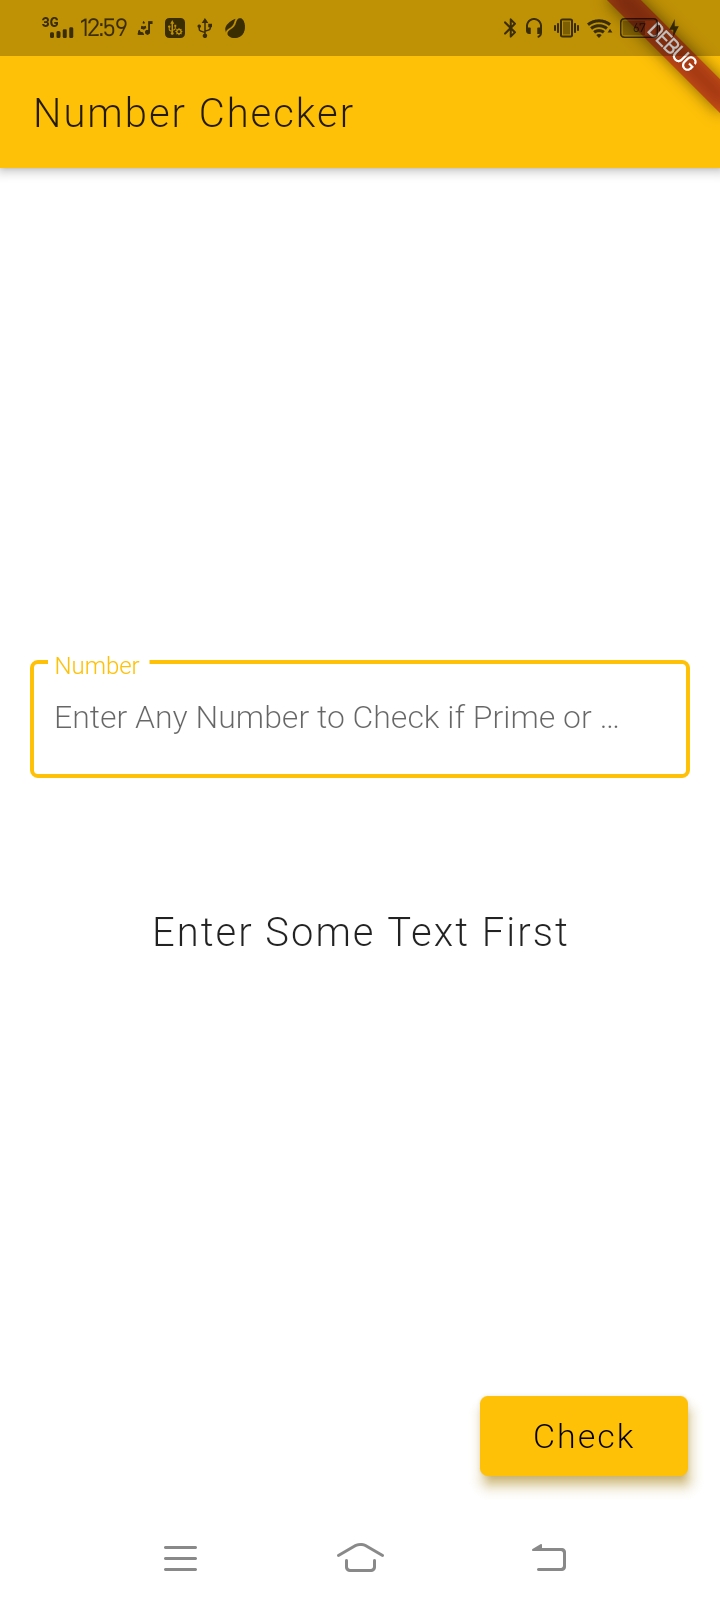 3G 12:59 67
DEBUG
Number Checker
Number
Enter Any Number to Check if Prime or ...
Enter Some Text First
Check